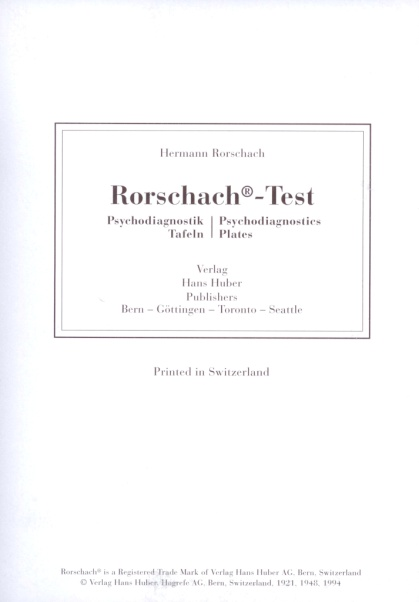 Hermann Rorschach
Rorschach®-Test
Psychodiagnostik | Psychodiagnostics
Tafeln | Plates
Verlag
Hans Huber
Publishers
Bern – Göttingen – Toronto – Seattle
Printed in Switzerland
Rorschach® is a Registered Trade Mark of Verlag Hans Huber AG, Bern, Switzerland
© Verlag Hans Huber, Hogrefe AG, Bern, Switzerland, 1921, 1948, 1994